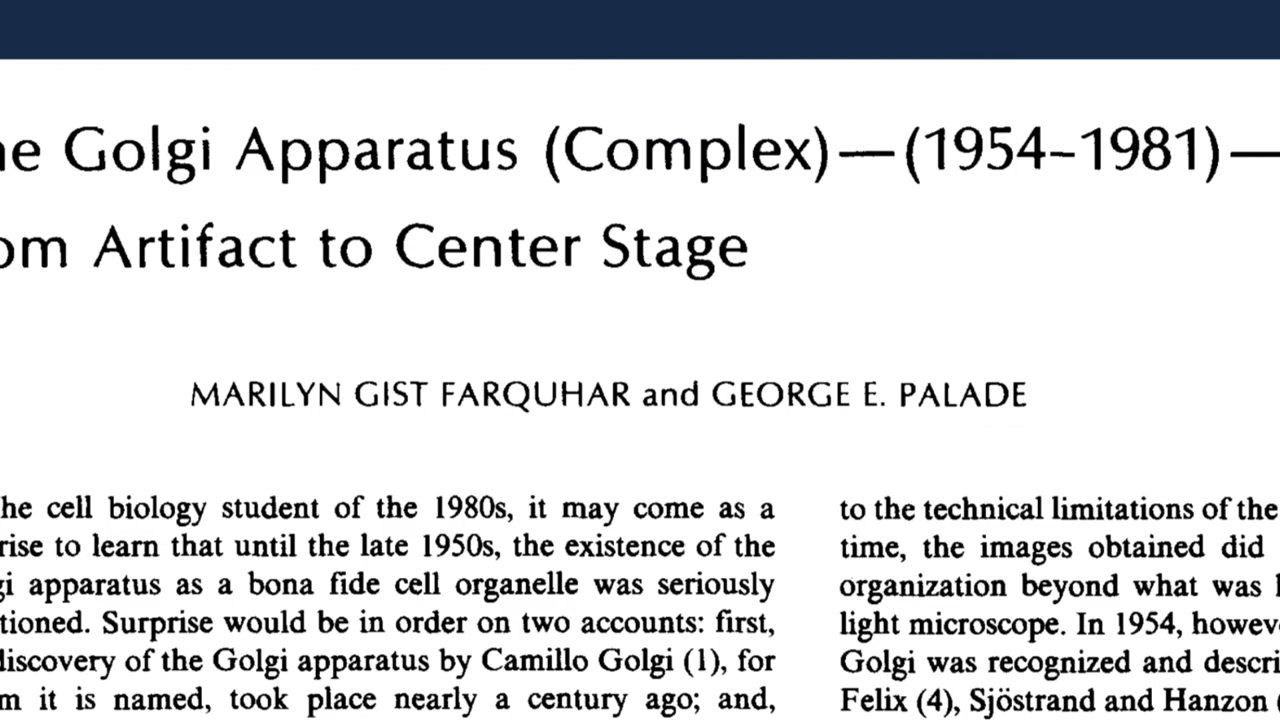 he Golgi Apparatus (Complex)—(1954–1981)—
om Artifact to Center Stage
MARILYN GIST FARQUHAR and GEORGE E. PALADE
he cell biology student of the 1980s, it may come as a
rise to learn that until the late 1950s, the existence of the
gi apparatus as a bona fide cell organelle was seriously
tioned. Surprise would be in order on two accounts: first,
discovery of the Golgi apparatus by Camillo Golgi (1), for
m it is named, took place nearly a century ago; and,
to the technical limitations of the
time, the images obtained did
organization beyond what was
light microscope. In 1954, howev
Golgi was recognized and descri
Felix (4), Sjöstrand and Hanzon (